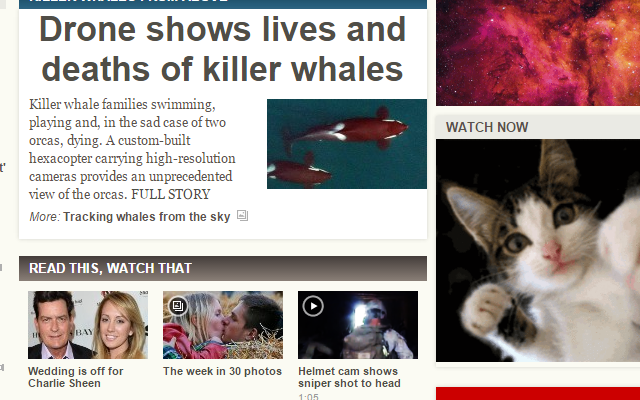 Drone shows lives and
deaths of killer whales
Killer whale families swimming,
playing and, in the sad case of two
orcas, dying. A custom-built
hexacopter carrying high-resolution
cameras provides an unprecedented
view of the orcas. FULL STORY
More: Tracking whales from the sky
WATCH NOW
READ THIS, WATCH THAT
Wedding is off for
Charlie Sheen
The week in 30 photos
Helmet cam shows
sniper shot to head
1:05